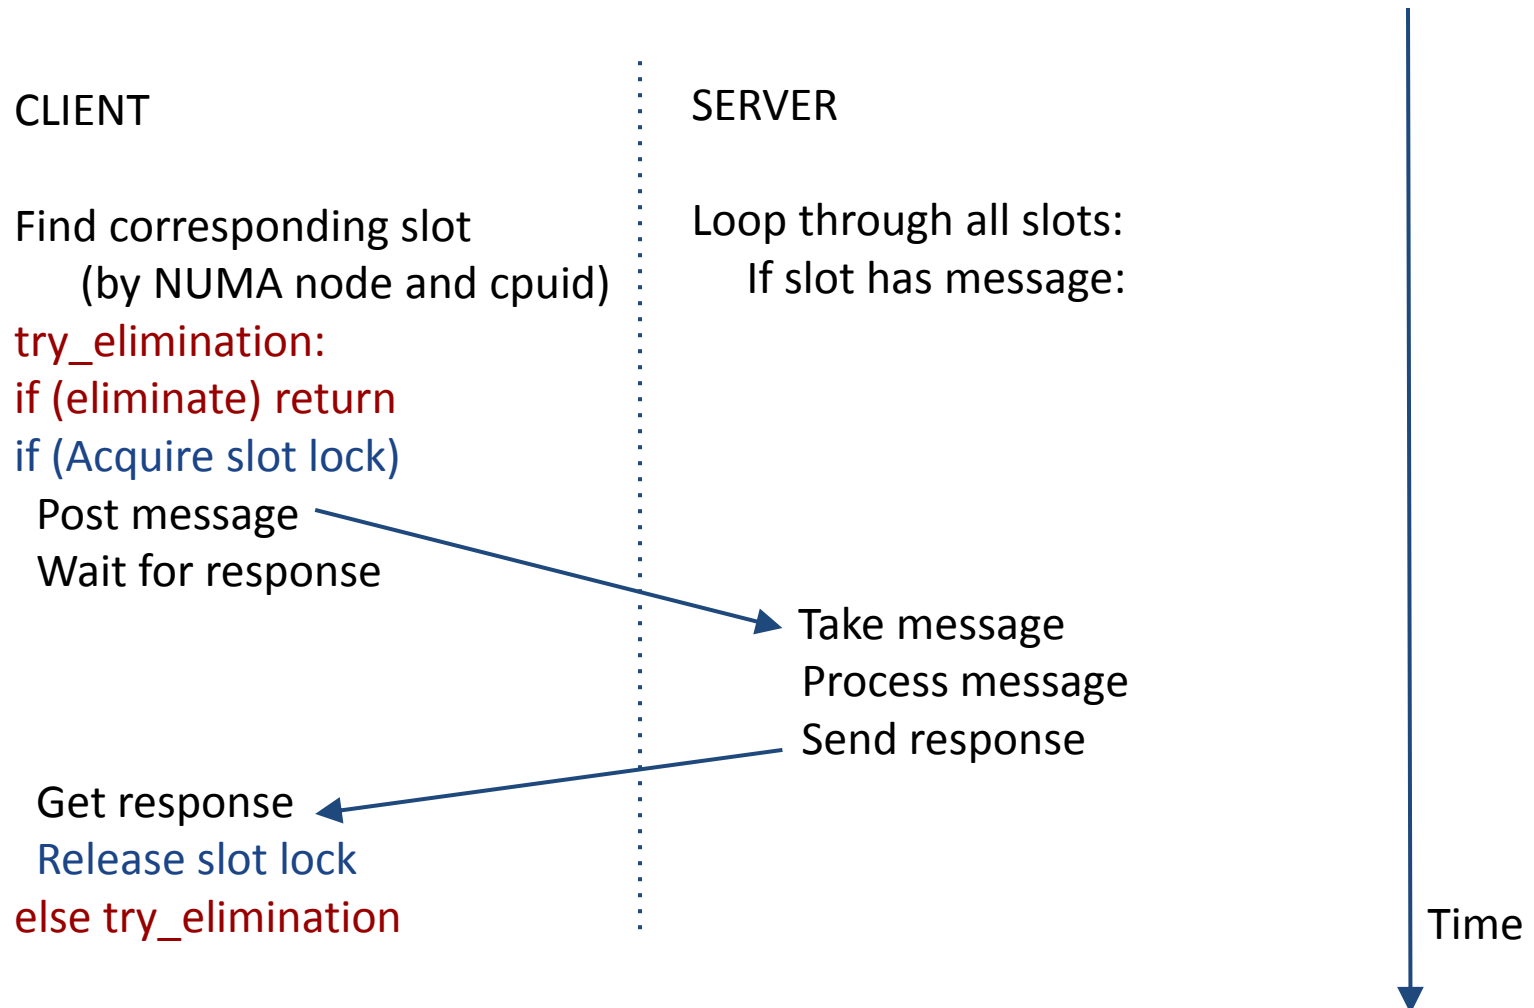 CLIENT
Find corresponding slot
(by NUMA node and cpuid)
try_elimination:
if (eliminate) return
if (Acquire slot lock)
Post message
Wait for response
Get response
Release slot lock
else try_elimination
SERVER
Loop through all slots:
If slot has message:
Take message
Process message
Send response
Time